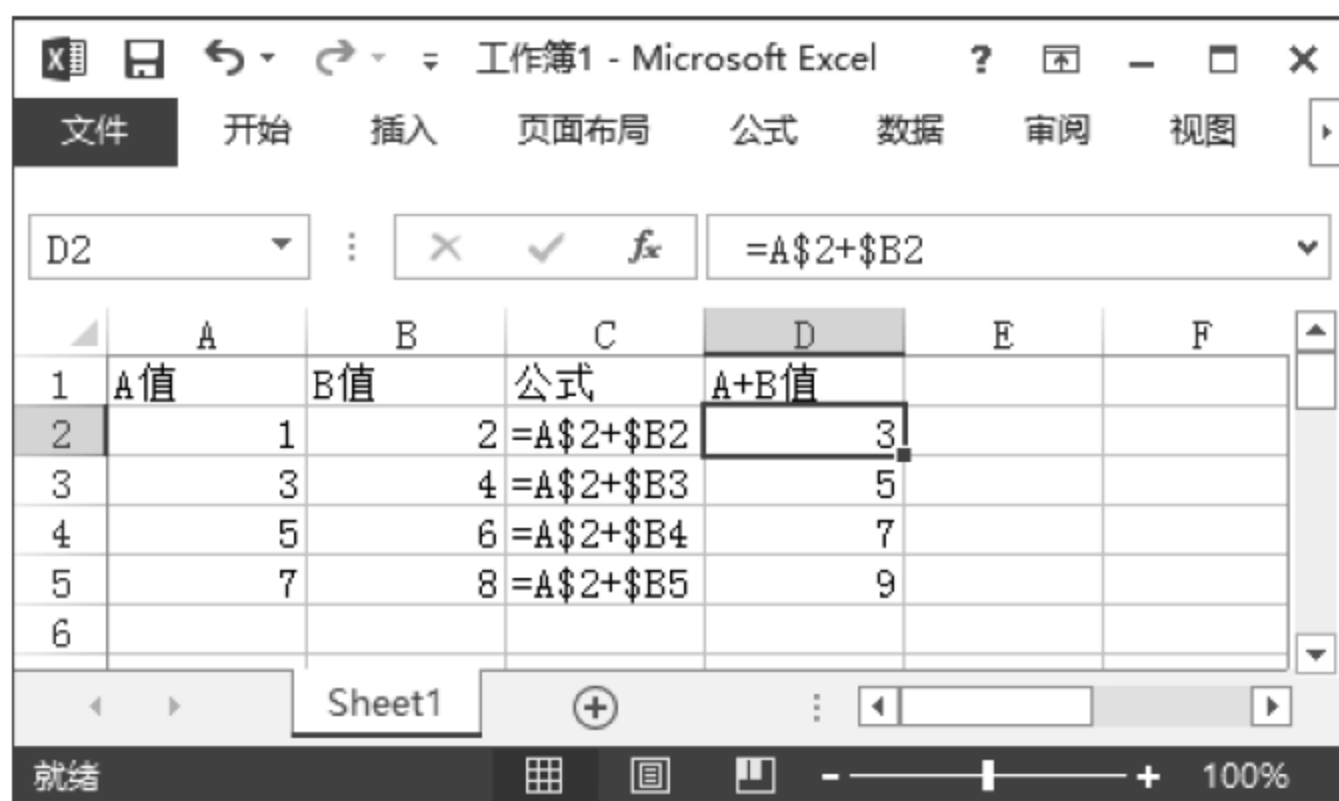 工作簿1 - Microsoft Excel ?
文件 开始 插入 页面布局 公式 数据 审阅 视图
D2 fx =A$2+$B2
A B C D E F
1 A值 B值 公式 A+B值
2 1 2 =A$2+$B2 3
3 3 4 =A$2+$B3 5
4 5 6 =A$2+$B4 7
5 7 8 =A$2+$B5 9
6
Sheet1
就绪 100%